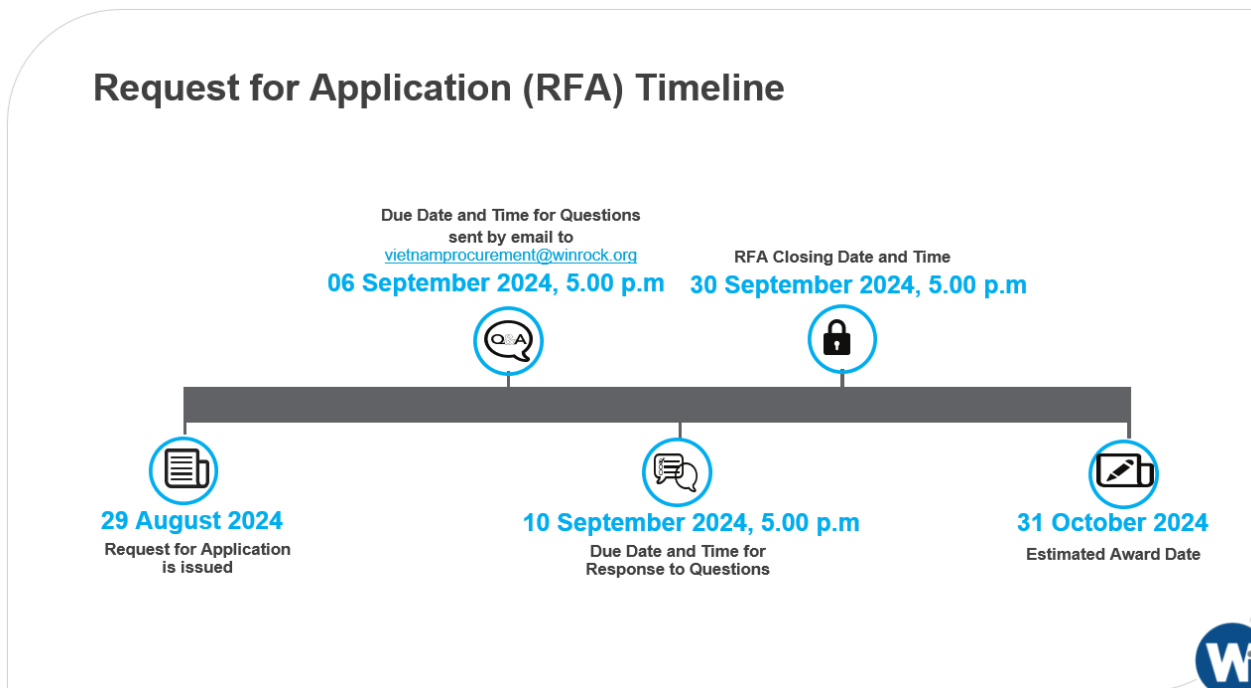 Request for Application (RFA) Timeline
Due Date and Time for Questions
sent by email to
vietnamprocurement@winrock.org
06 September 2024, 5.00 p.m
RFA Closing Date and Time
30 September 2024, 5.00 p.m
Q&A
29 August 2024
Request for Application
is issued
10 September 2024, 5.00 p.m
Due Date and Time for
Response to Questions
31 October 2024
Estimated Award Date